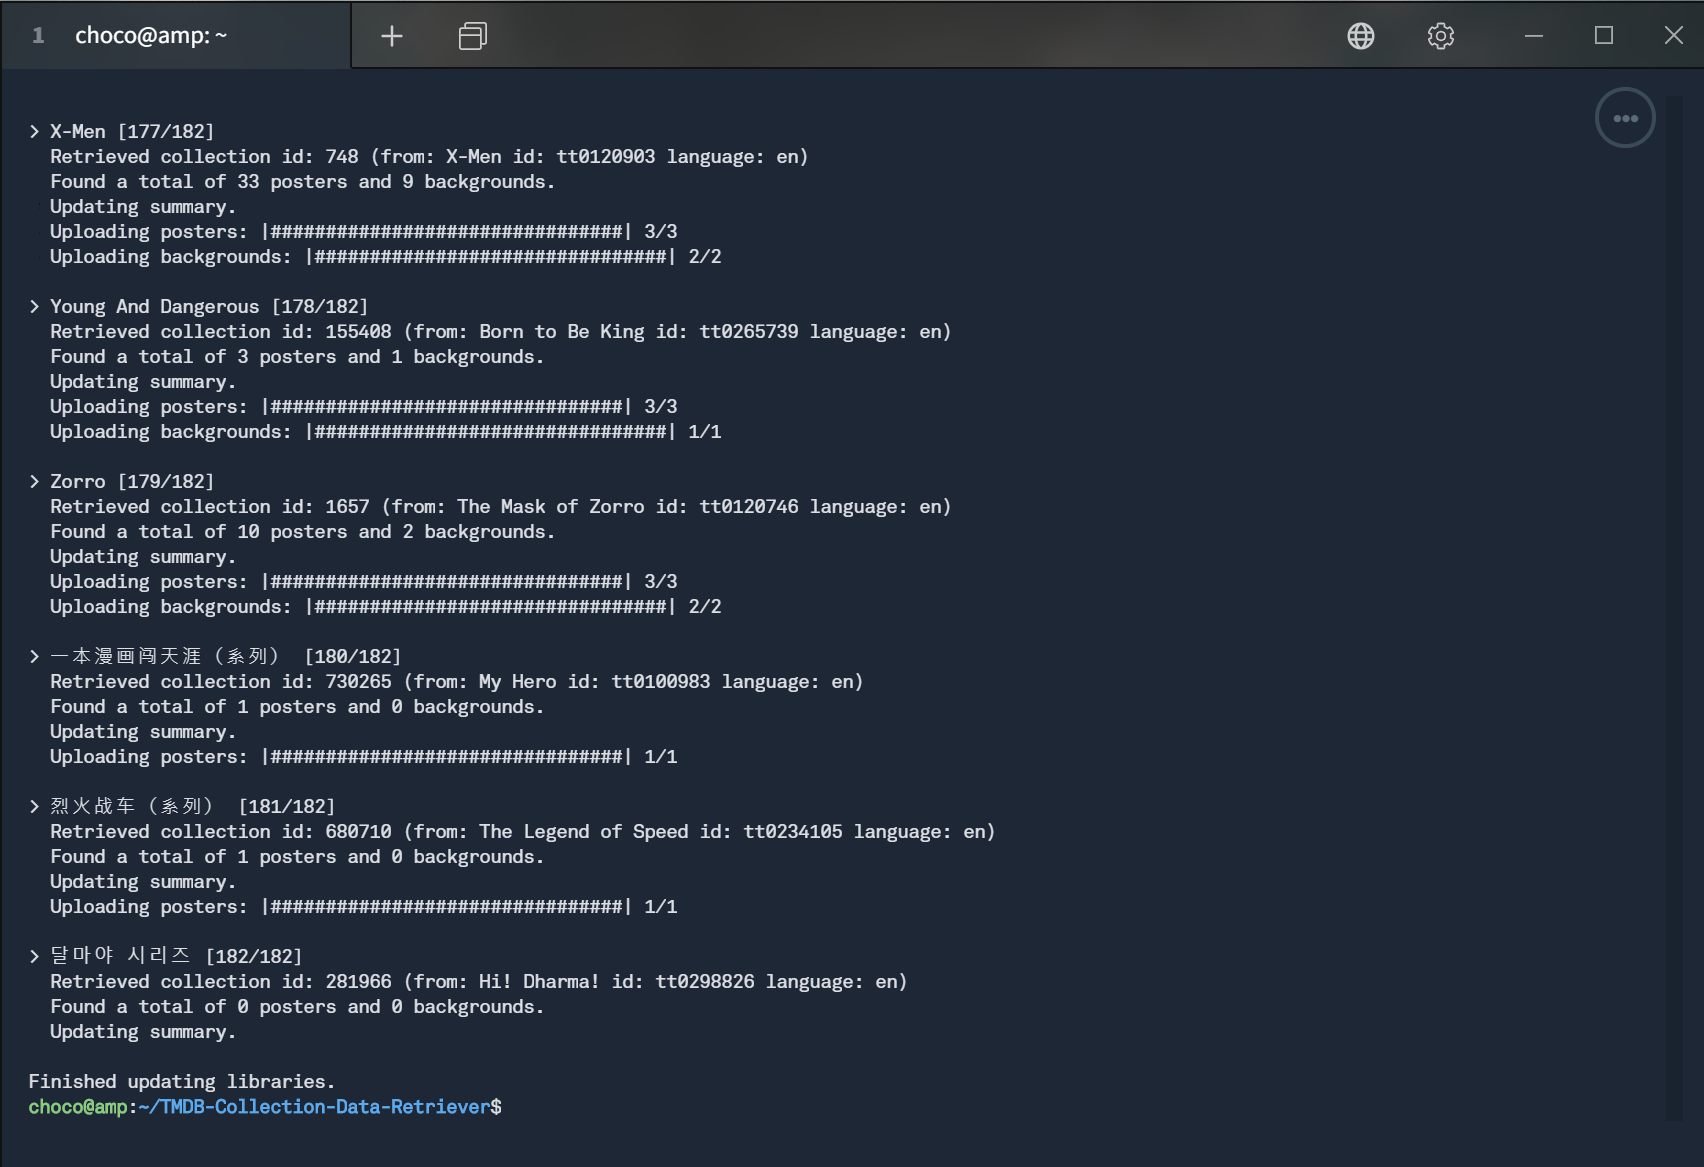 1 choco@amp: ~
> X-Men [177/182]
Retrieved collection id: 748 (from: X-Men id: tt0120903 language: en)
Found a total of 33 posters and 9 backgrounds.
Updating summary.
Uploading posters: |################################| 3/3
Uploading backgrounds: |################################| 2/2
> Young And Dangerous [178/182]
Retrieved collection id: 155408 (from: Born to Be King id: tt0265739 language: en)
Found a total of 3 posters and 1 backgrounds.
Updating summary.
Uploading posters: |################################| 3/3
Uploading backgrounds: |################################| 1/1
> Zorro [179/182]
Retrieved collection id: 1657 (from: The Mask of Zorro id: tt0120746 language: en)
Found a total of 10 posters and 2 backgrounds.
Updating summary.
Uploading posters: |################################| 3/3
Uploading backgrounds: |################################| 2/2
> 一本漫画闯天涯（系列） [180/182]
Retrieved collection id: 730265 (from: My Hero id: tt0100983 language: en)
Found a total of 1 posters and 0 backgrounds.
Updating summary.
Uploading posters: |################################| 1/1
> 烈火战车（系列） [181/182]
Retrieved collection id: 680710 (from: The Legend of Speed id: tt0234105 language: en)
Found a total of 1 posters and 0 backgrounds.
Updating summary.
Uploading posters: |################################| 1/1
> 달마야 시리즈 [182/182]
Retrieved collection id: 281966 (from: Hi! Dharma! id: tt0298826 language: en)
Found a total of 0 posters and 0 backgrounds.
Updating summary.
Finished updating libraries.
choco@amp:~/TMDB-Collection-Data-Retriever$